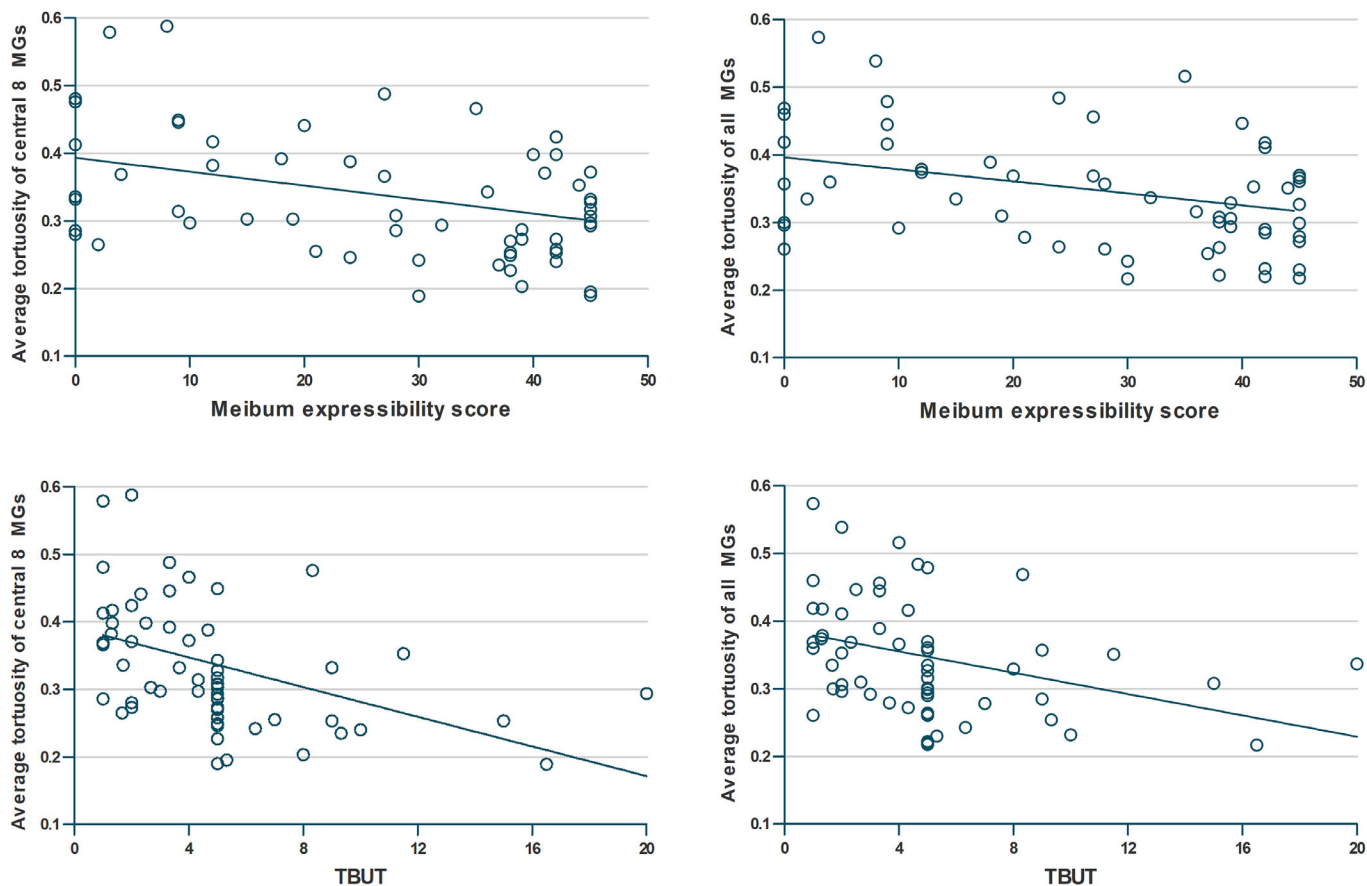 Average tortuosity of central 8 MGs
0.6
0.5
0.4
0.3
0.2
0.1
0 10 20 30 40 50
Meibum expressibility score
Average tortuosity of all MGs
0.6
0.5
0.4
0.3
0.2
0.1
0 10 20 30 40 50
Meibum expressibility score
Average tortuosity of central 8 MGs
0.6
0.5
0.4
0.3
0.2
0.1
0 4 8 12 16 20
TBUT
Average tortuosity of all MGs
0.6
0.5
0.4
0.3
0.2
0.1
0 4 8 12 16 20
TBUT